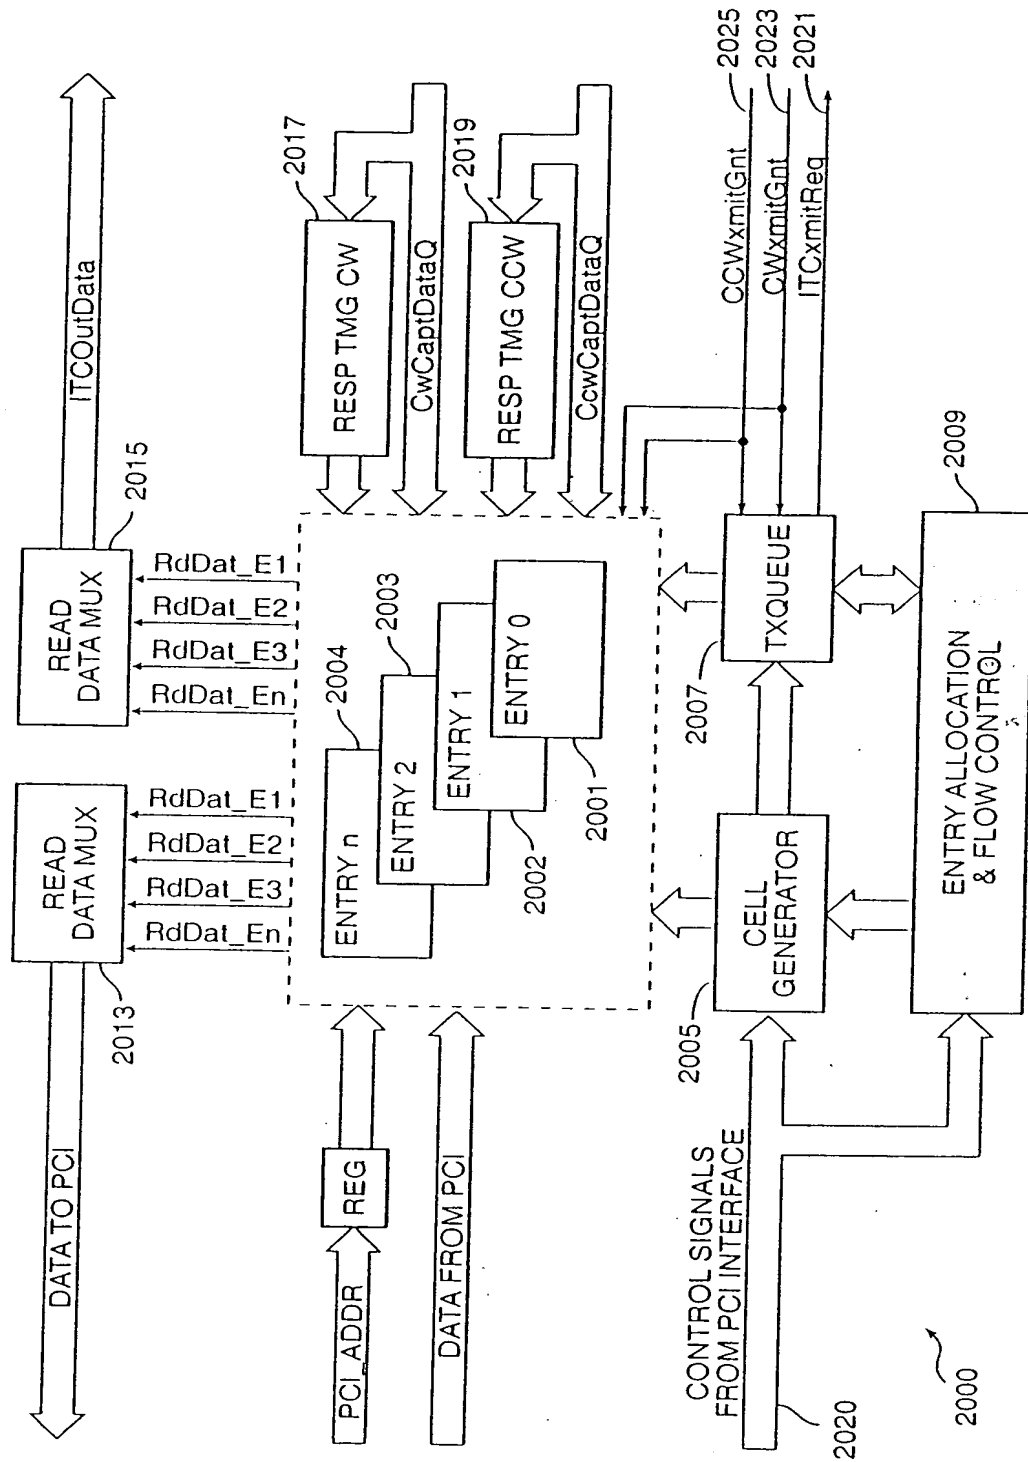 DATA TO PCI
2013
READ
DATA MUX
READ
DATA MUX
2015
ITCOutData
RdDat_En
RdDat_E3
RdDat_E2
RdDat_E1
RdDat_En
RdDat_E3
RdDat_E2
RdDat_E1
PCI_ADDR
REG
DATA FROM PCI
ENTRY n
2004
ENTRY 2
2003
ENTRY 1
2002
ENTRY 0
2001
RESP TMG CW
2017
CwCaptDataQ
RESP TMG CCW
2019
CcwCaptDataQ
CONTROL SIGNALS
FROM PCI INTERFACE
2020
2005
CELL
GENERATOR
2007
TXQUEUE
CCWxmitGnt
2025
CWxmitGnt
2023
ITCxmitReq
2021
ENTRY ALLOCATION
& FLOW CONTROL
2009
2000